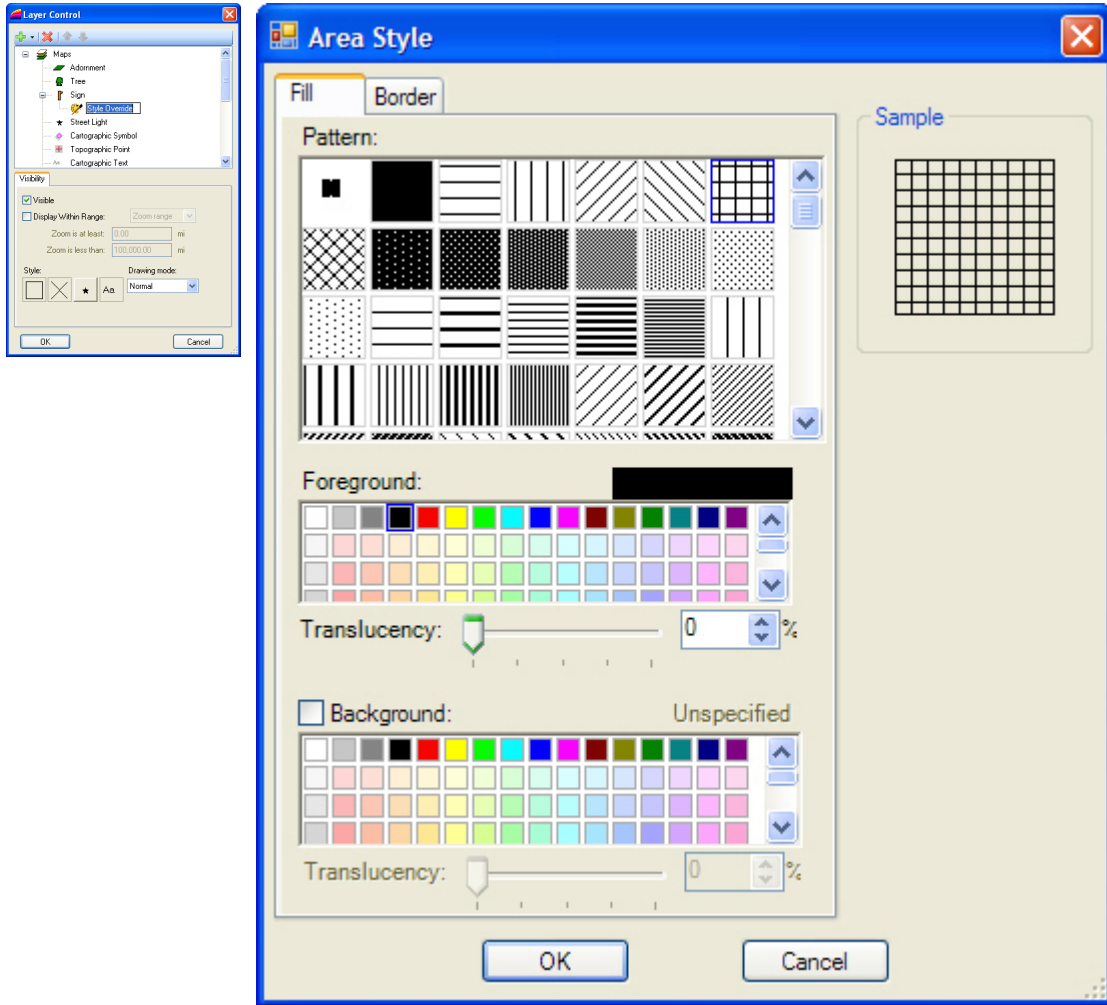 Layer Control
Maps
Adornment
Tree
Sign
Style Override
Street Light
Cartographic Symbol
Topographic Point
Cartographic Text
Visibility
Visible
Display Within Range: Zoom range
Zoom is at least: 0.00 mi
Zoom is less than: 100,000.00 mi
Style: Drawing mode:
Aa Normal
OK Cancel
Area Style
Fill Border
Pattern:
N
Sample
Foreground:
Translucency: 0 %
Background: Unspecified
Translucency: 0 %
OK Cancel